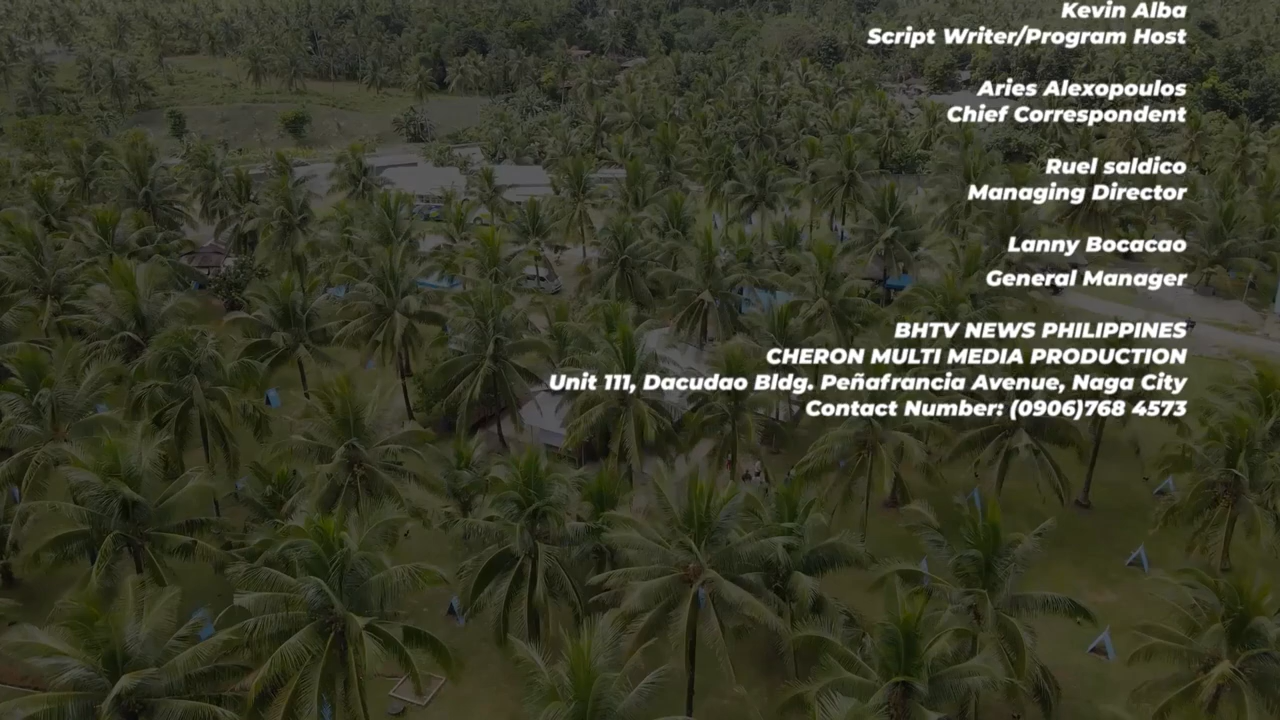 Kevin Alba
Script Writer/Program Host
Aries Alexopoulos
Chief Correspondent
Ruel saldico
Managing Director
Lanny Bocacao
General Manager
BHTV NEWS PHILIPPINES
CHERON MULTI MEDIA PRODUCTION
Unit 111, Dacudao Bldg. Peñafrancia Avenue, Naga City
Contact Number: (0906)768 4573